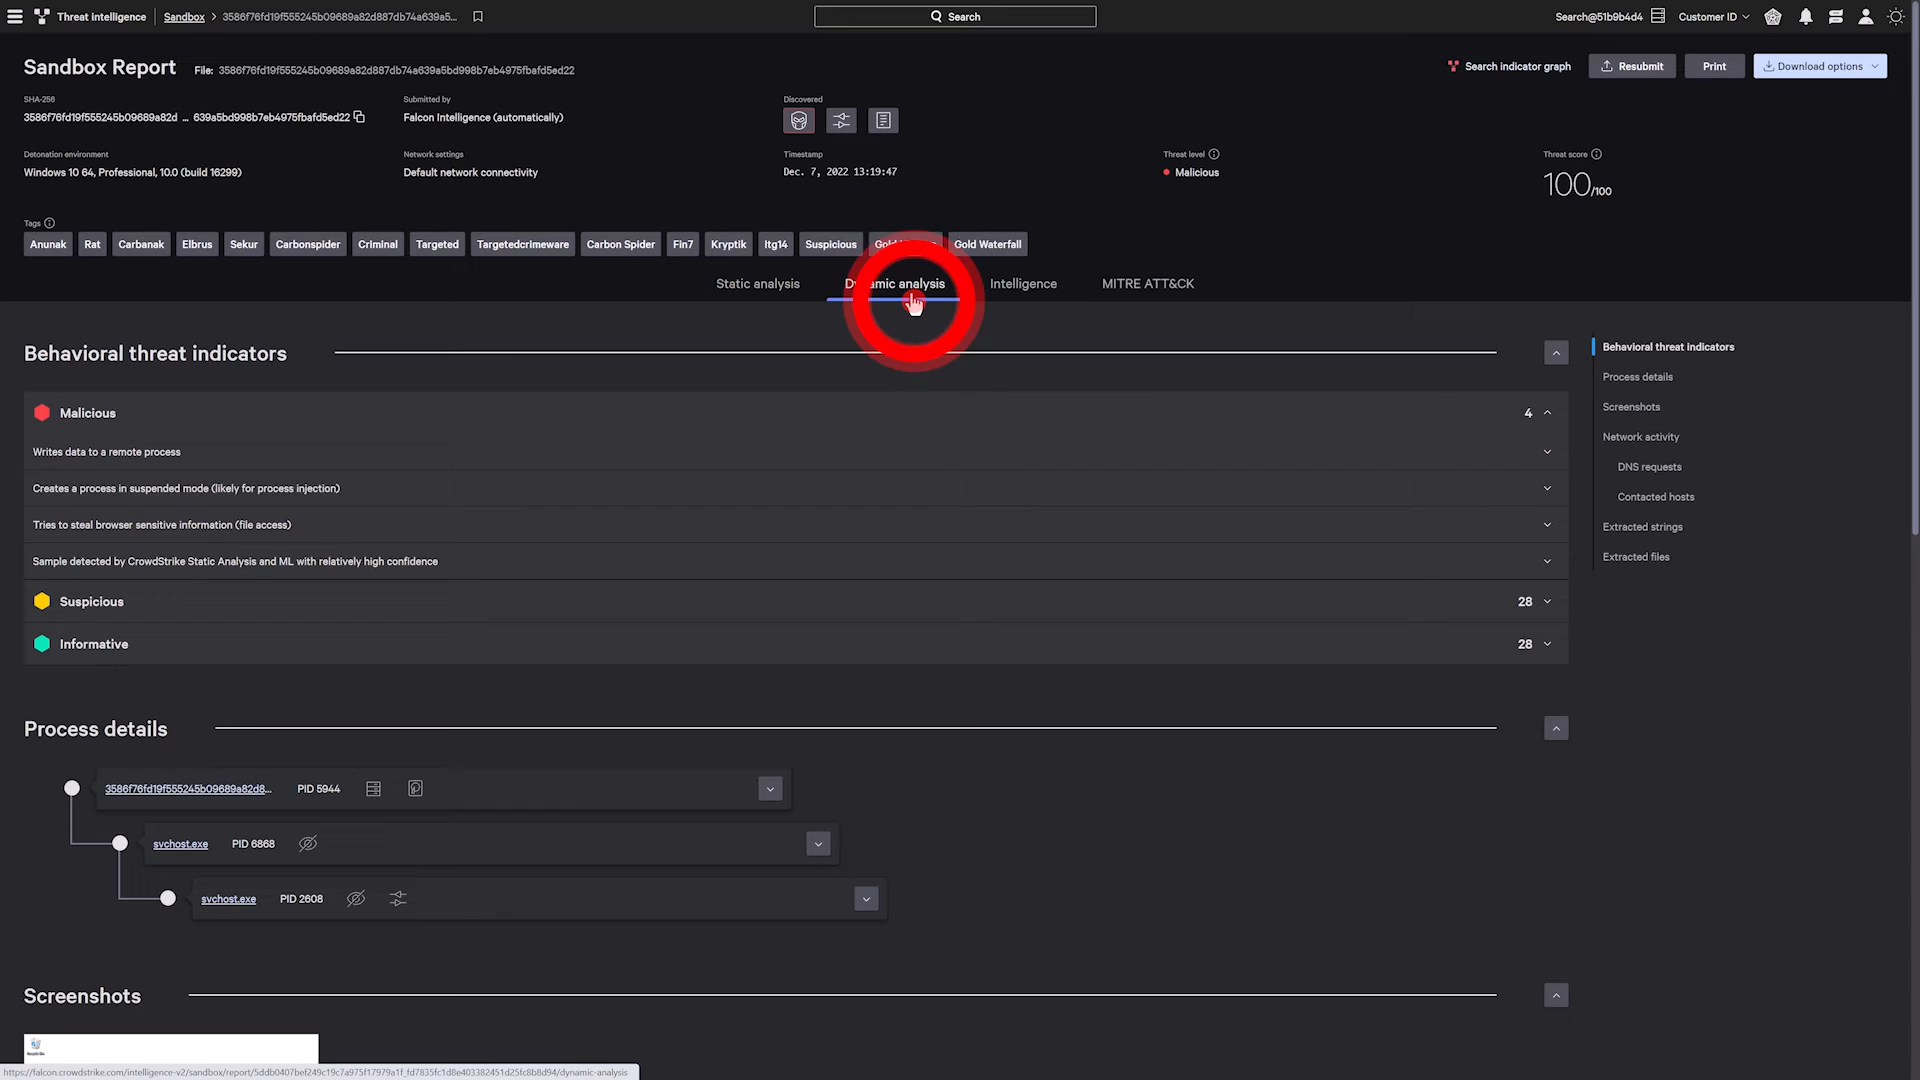 Threat intelligence
Sandbox > 3586f76fd19f555245b09689a82d887db74a639a5...
Search
Search@51b9b4d4
Customer ID
Sandbox Report
File: 3586f76fd19f555245b09689a82d887db74a639a5bd998b7eb4975fbafd5ed22
Search indicator graph
Resubmit
Print
Download options
SHA-256
3586f76fd19f555245b09689a82d ... 639a5bd998b7eb4975fbafd5ed22
Submitted by
Falcon Intelligence (automatically)
Discovered
Detonation environment
Windows 10 64, Professional, 10.0 (build 16299)
Network settings
Default network connectivity
Timestamp
Dec. 7, 2022 13:19:47
Threat level
Malicious
Threat score
100/100
Tags
Anunak Rat Carbanak Elbrus Sekur Carbonspider Criminal Targeted Targetedcrimeware Carbon Spider Fin7 Kryptik Itg14 Suspicious Gold Gold Waterfall
Static analysis
Dynamic analysis
Intelligence
MITRE ATT&CK
Behavioral threat indicators
Malicious 4
Writes data to a remote process
Creates a process in suspended mode (likely for process injection)
Tries to steal browser sensitive information (file access)
Sample detected by CrowdStrike Static Analysis and ML with relatively high confidence
Suspicious 28
Informative 28
Behavioral threat indicators
Process details
Screenshots
Network activity
DNS requests
Contacted hosts
Extracted strings
Extracted files
Process details
3586f76fd19f555245b09689a82d8... PID 5944
svchost.exe PID 6868
svchost.exe PID 2608
Screenshots
https://falcon.crowdstrike.com/intelligence-v2/sandbox/report/5ddb0407bef249c19c7a975f17979a1f_fd7835fc1d8e403382451d25fc8b8d94/dynamic-analysis